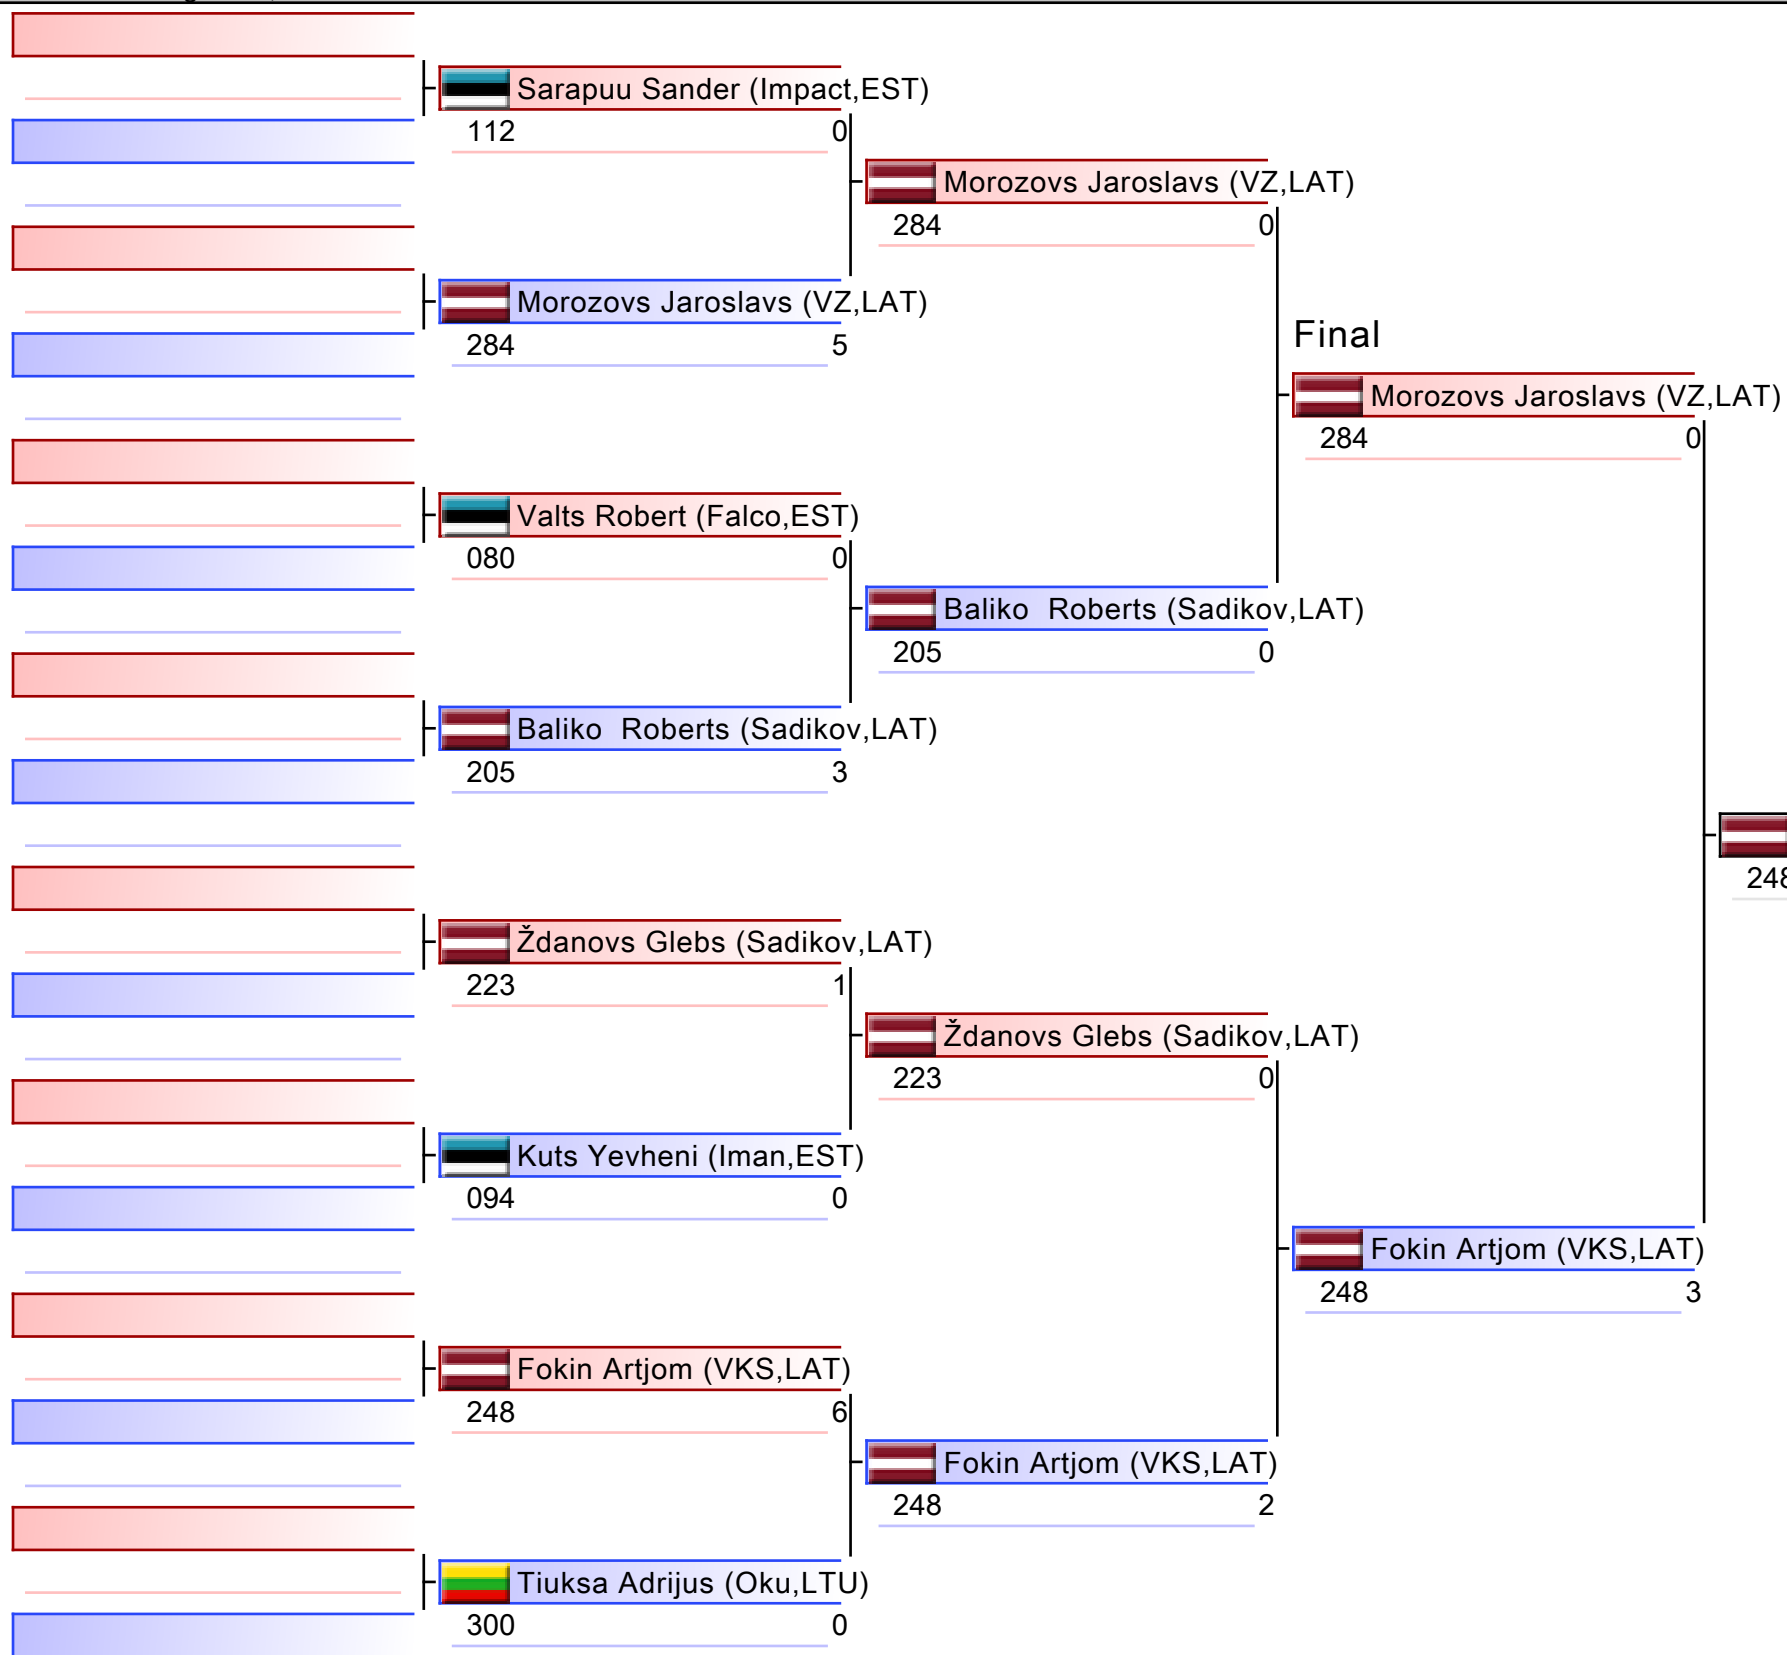 Sarapuu Sander (Impact,EST)
112 0
Morozovs Jaroslavs (VZ,LAT)
284 0
Morozovs Jaroslavs (VZ,LAT)
284 5
Final
Morozovs Jaroslavs (VZ,LAT)
284 0
Valts Robert (Falco,EST)
080 0
Baliko  Roberts (Sadikov,LAT)
205 0
Baliko  Roberts (Sadikov,LAT)
205 3
248
Ždanovs Glebs (Sadikov,LAT)
223 1
Ždanovs Glebs (Sadikov,LAT)
223 0
Kuts Yevheni (Iman,EST)
094 0
Fokin Artjom (VKS,LAT)
248 3
Fokin Artjom (VKS,LAT)
248 6
Fokin Artjom (VKS,LAT)
248 2
Tiuksa Adrijus (Oku,LTU)
300 0